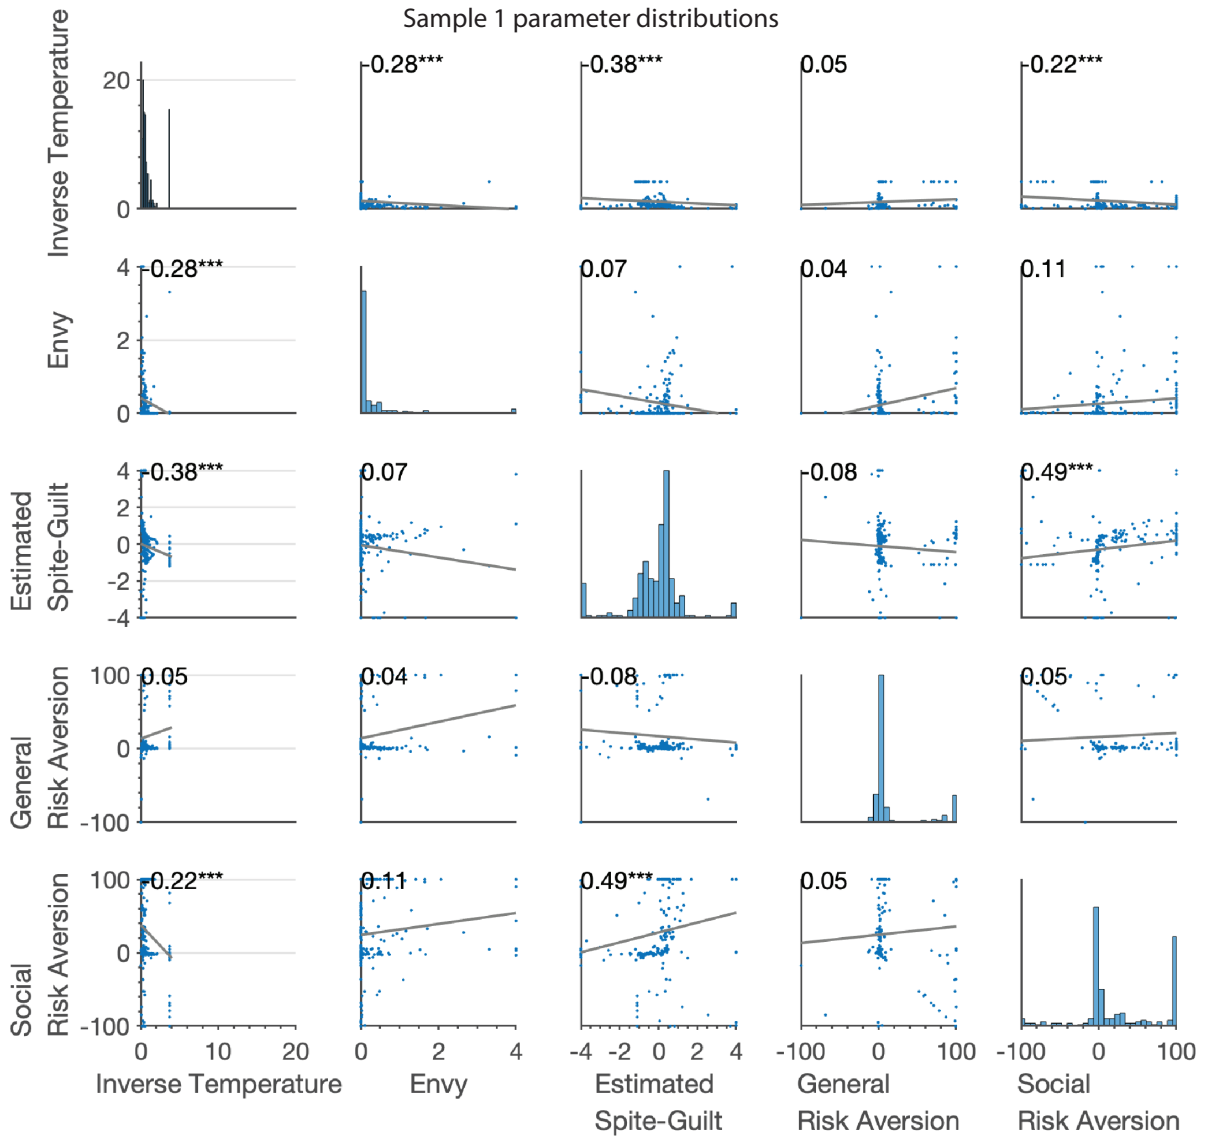 Sample 1 parameter distributions
Inverse Temperature
20
0
-0.28***
-0.38***
0.05
-0.22***
Envy
4
2
0
-0.28***
0.07
0.04
0.11
Estimated
Spite-Guilt
4
2
0
-2
-4
-0.38***
0.07
-0.08
0.49***
General
Risk Aversion
100
0
-100
0.05
0.04
-0.08
0.05
Social
Risk Aversion
100
0
-100
-0.22***
0.11
0.49***
0.05
0 10 20
0 2 4
-4 -2 0 2 4
-100 0 100
-100 0 100
Inverse Temperature
Envy
Estimated
Spite-Guilt
General
Risk Aversion
Social
Risk Aversion